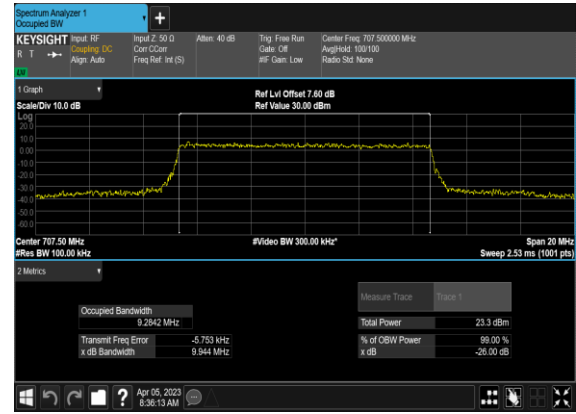 Spectrum Analyzer 1
Occupied BW
+
KEYSIGHT Input: RF Input Z: 50 Ω Atten: 40 dB Trig: Free Run Center Freq: 707.500000 MHz
R T Coupling: DC Corr CCorr Gate: Off Avg|Hold: 100/100
Align: Auto Freq Ref: Int (S) #IF Gain: Low Radio Std: None
1 Graph
Scale/Div 10.0 dB Ref Lvl Offset 7.60 dB
Ref Value 30.00 dBm
Log
20.0
10.0
0.00
-10.0
-20.0
-30.0
-40.0
-50.0
-60.0
Center 707.50 MHz #Video BW 300.00 kHz* Span 20 MHz
#Res BW 100.00 kHz Sweep 2.53 ms (1001 pts)
2 Metrics
Measure Trace Trace 1
Occupied Bandwidth
9.2842 MHz Total Power 23.3 dBm
Transmit Freq Error -5.753 kHz % of OBW Power 99.00 %
x dB Bandwidth 9.944 MHz x dB -26.00 dB
? Apr 05, 2023
8:36:13 AM